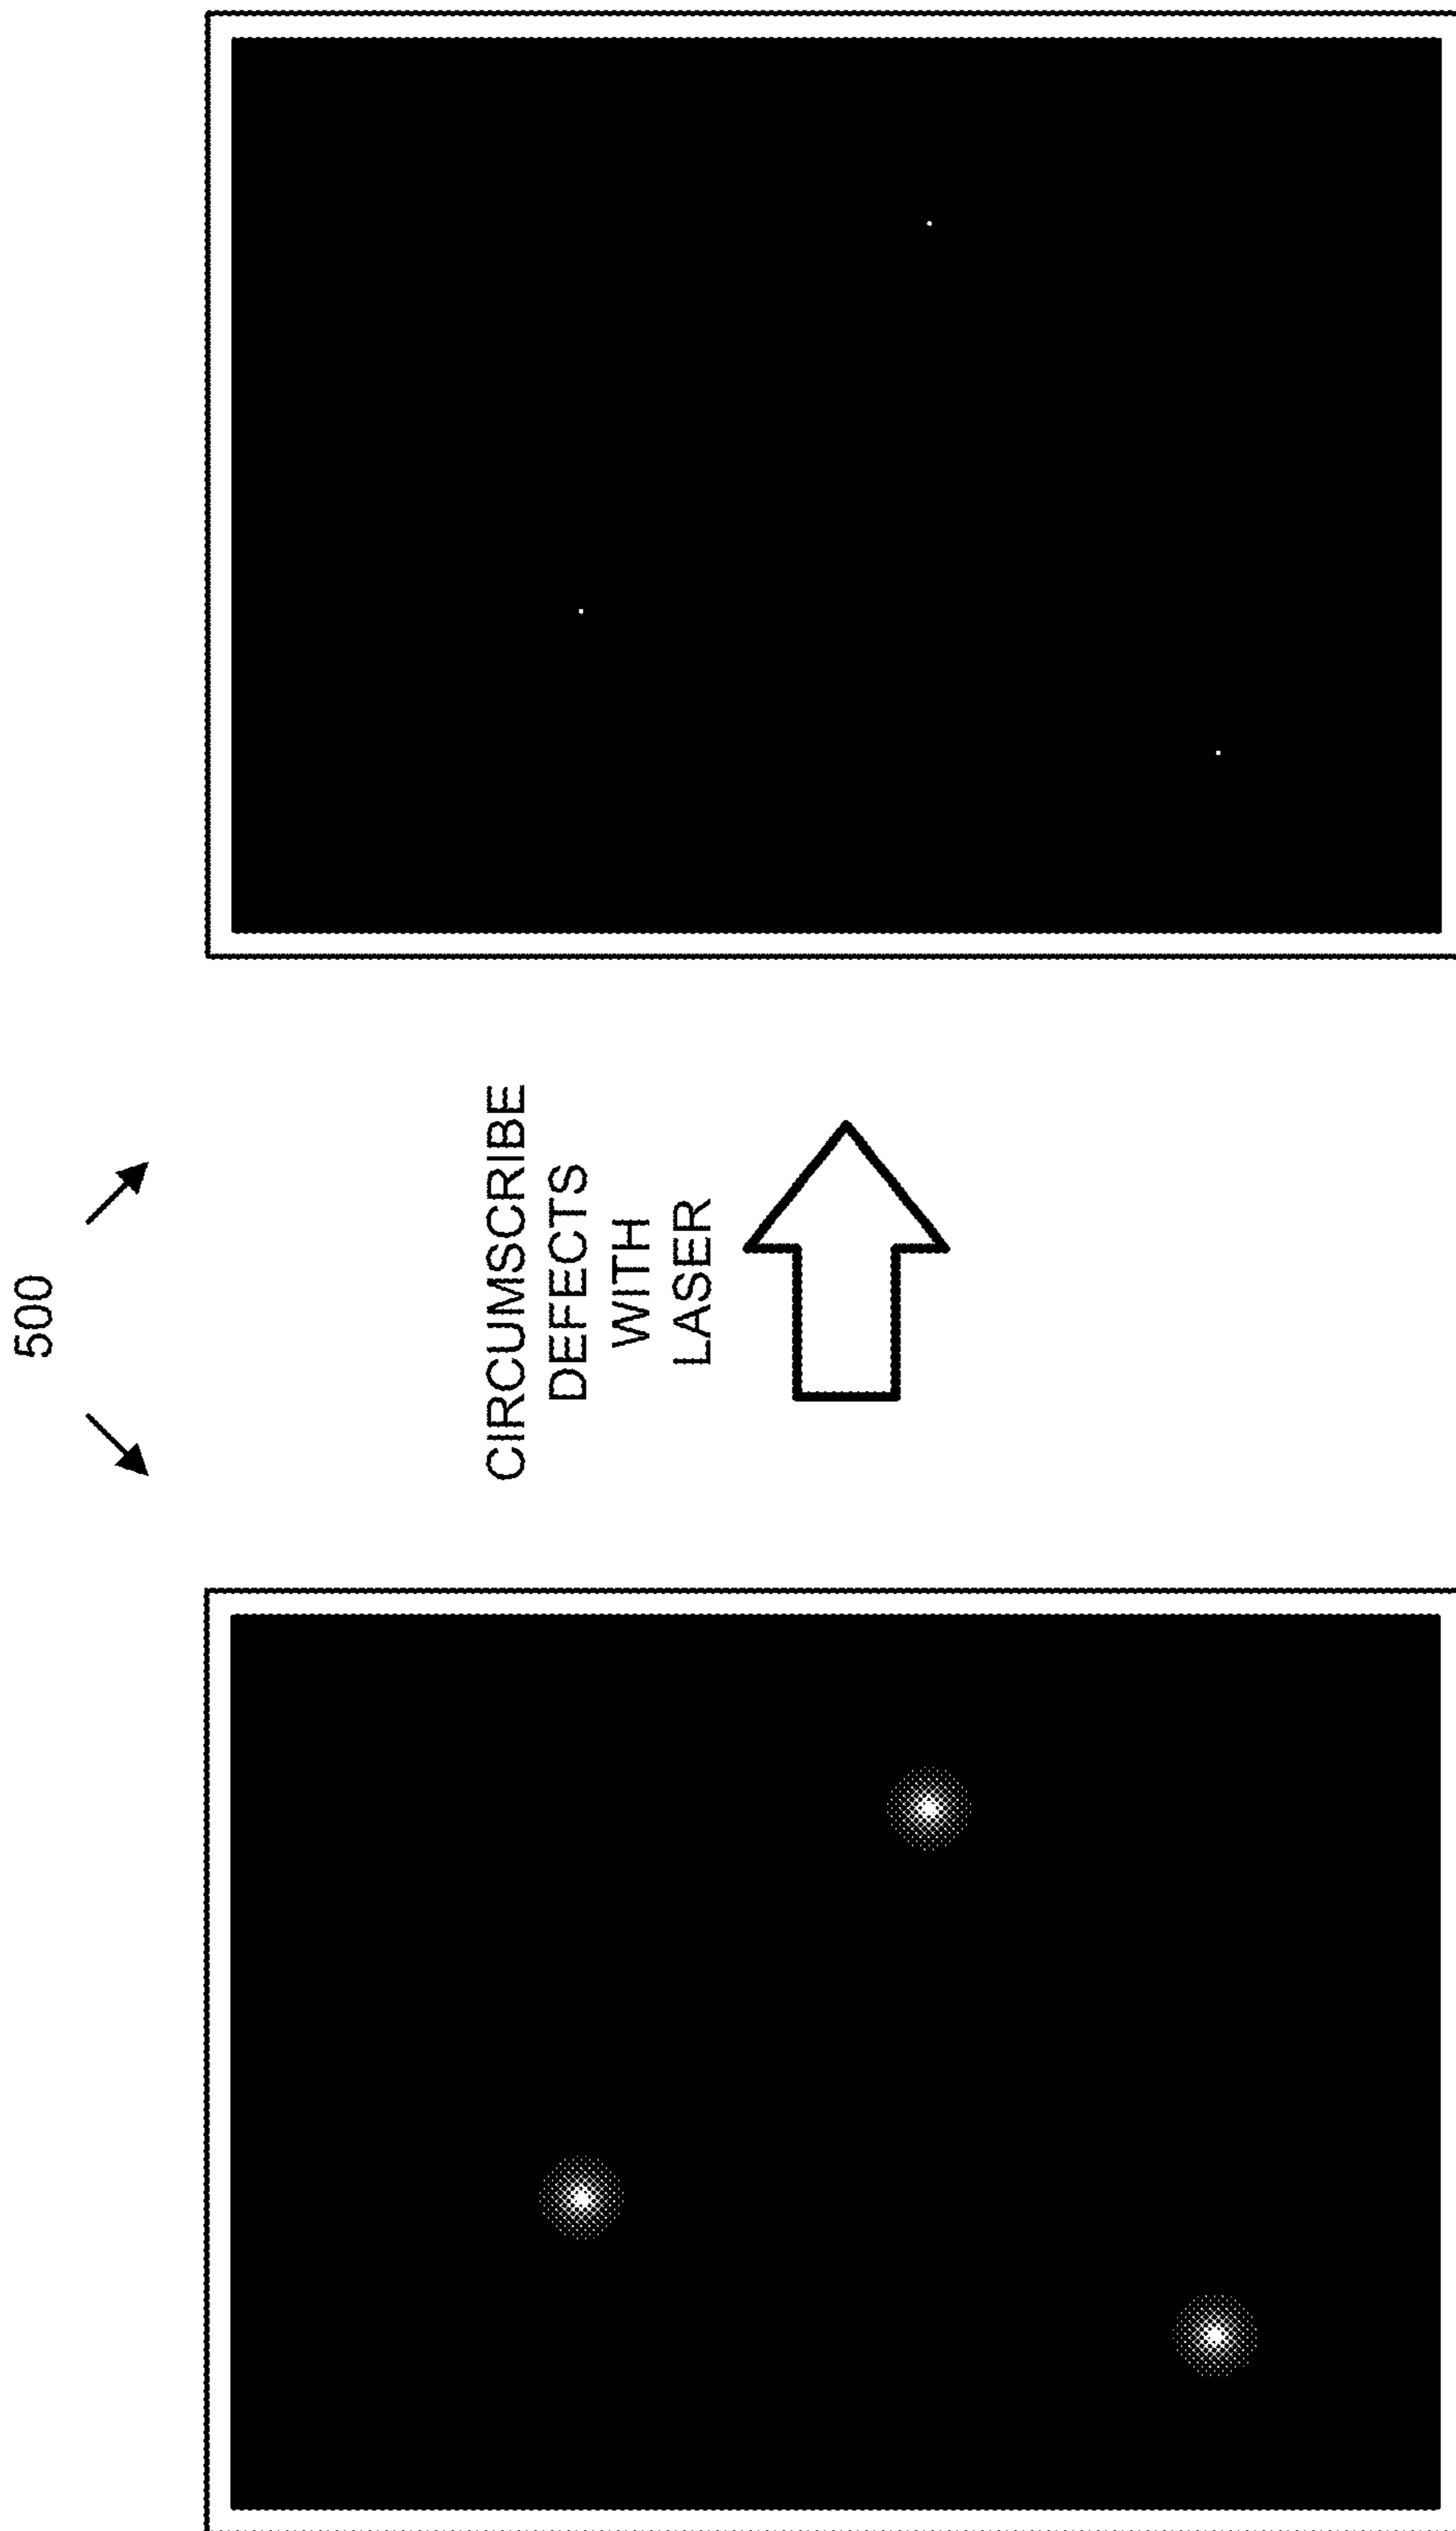 500
CIRCUMSCRIBE
DEFECTS
WITH
LASER